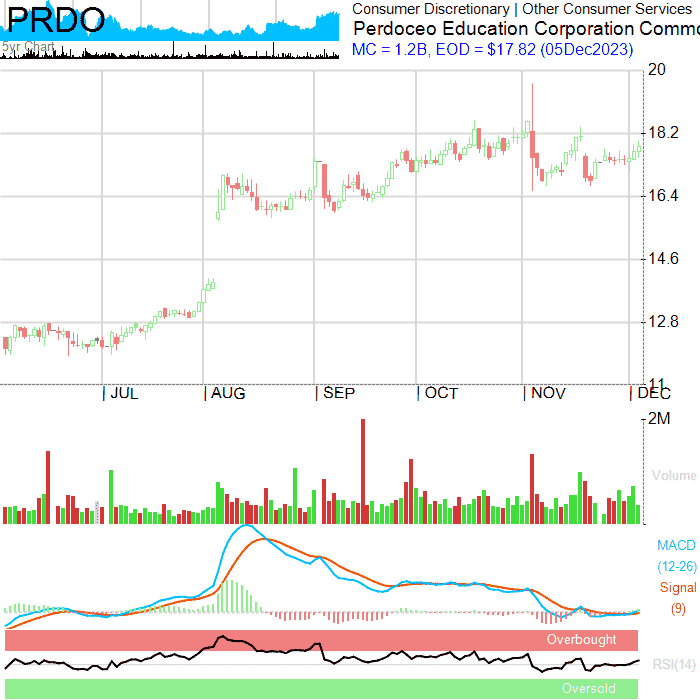 PRDO
5yr Chart
Consumer Discretionary | Other Consumer Services
Perdoceo Education Corporation Commo
MC = 1.2B, EOD = $17.82 (05Dec2023)
20
18.2
16.4
14.6
12.8
11
| JUL | AUG | SEP | OCT | NOV | DEC
2M
Volume
MACD
(12-26)
Signal
(9)
Overbought
RSI(14)
Oversold